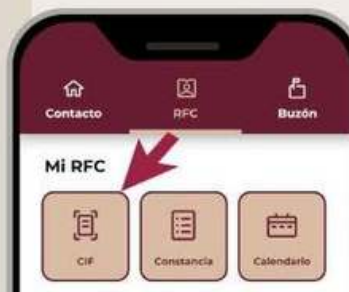 Contacto
RFC
Buzón
Mi RFC
CIF
Constancia
Calendario